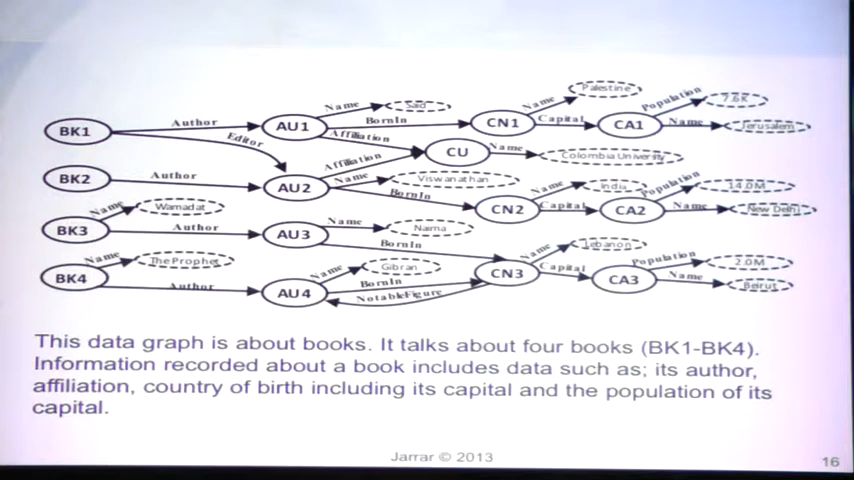 Name Palestine Population 7.6K
Name Said
BK1 Author AU1 BornIn CN1 Capital CA1 Name Jerusalem
Editor Affiliation
CU Name Colombia University
Affiliation
BK2 Author AU2 Name Viswanathan
Name India Population 14.0M
BornIn CN2 Capital CA2 Name New Delhi
Name Wamadat
BK3 Author AU3 Name Naima
BornIn Name Lebanon
Name The Prophet
Name Gibran
Population 2.0M
BK4 Author AU4 BornIn CN3 Capital CA3 Name Beirut
NotableFigure
This data graph is about books. It talks about four books (BK1-BK4).
Information recorded about a book includes data such as; its author,
affiliation, country of birth including its capital and the population of its
capital.
Jarrar © 2013
16